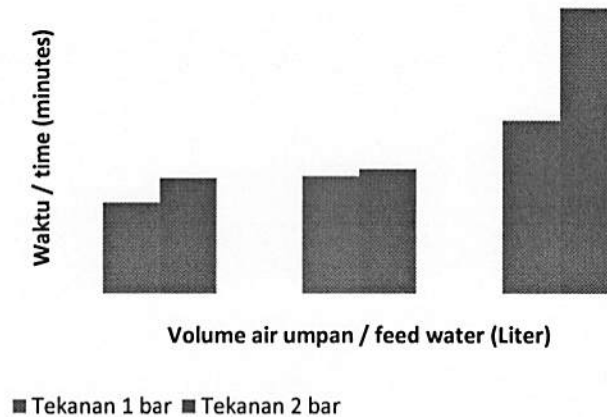 Waktu / time (minutes)
Volume air umpan / feed water (Liter)
Tekanan 1 bar Tekanan 2 bar